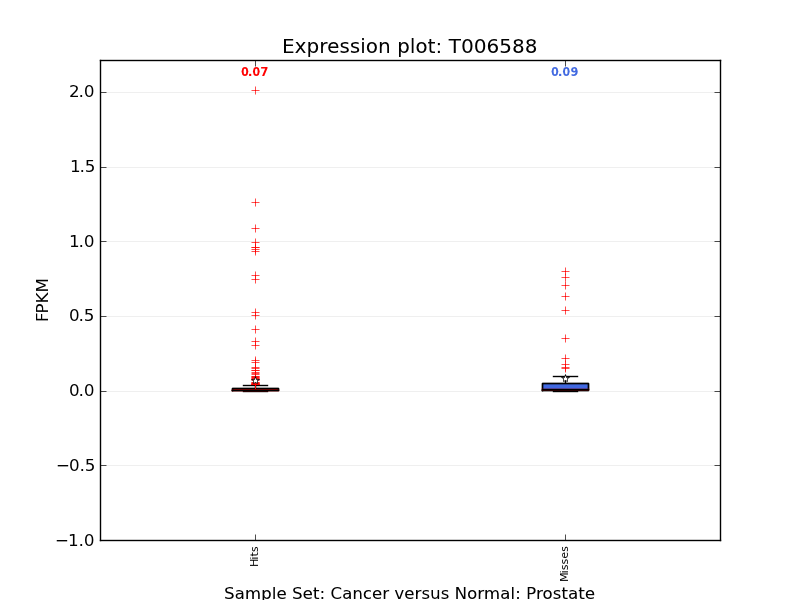 Expression plot: T006588
0.07 0.09
2.0
1.5
1.0
0.5
0.0
−0.5
−1.0
FPKM
Hits
Misses
Sample Set: Cancer versus Normal: Prostate